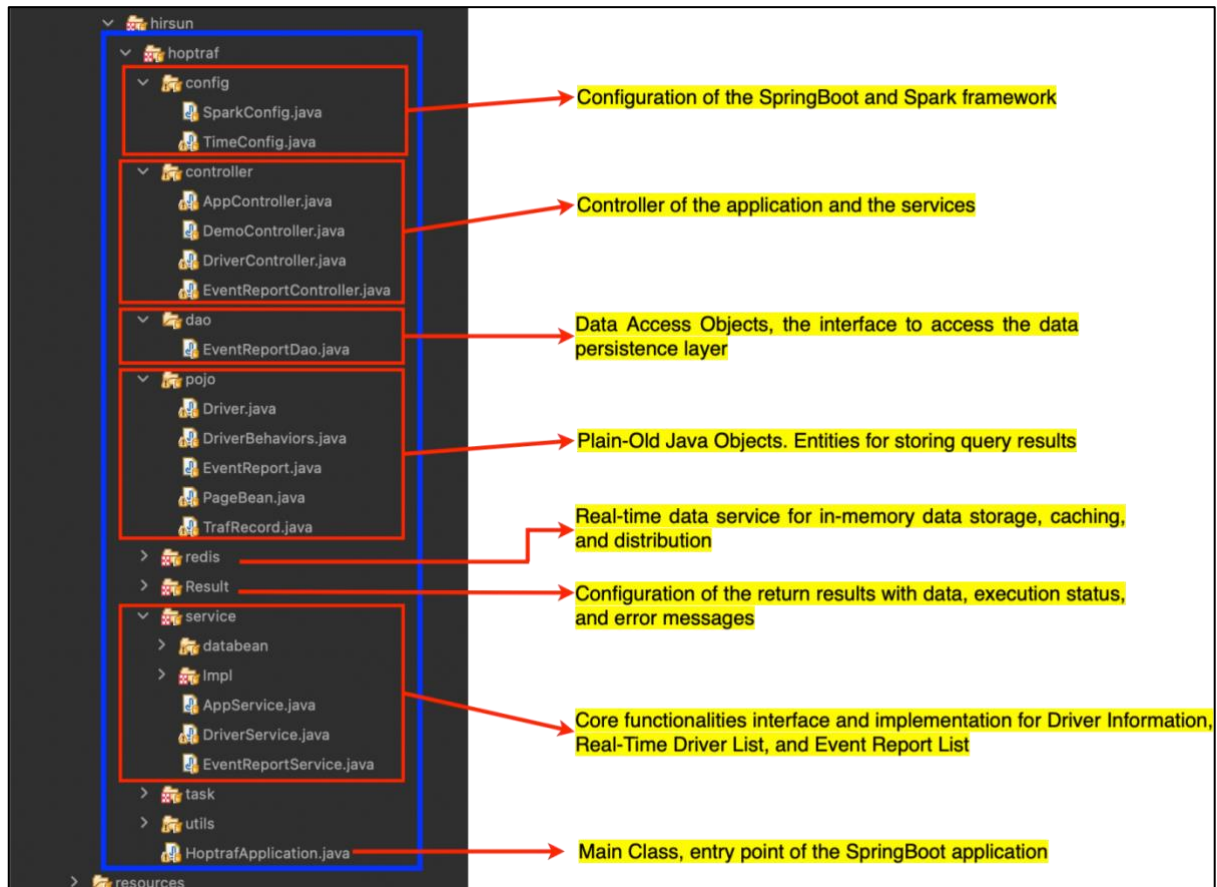 hirsun
hoptraf
config
SparkConfig.java
TimeConfig.java
Configuration of the SpringBoot and Spark framework
controller
AppController.java
DemoController.java
DriverController.java
EventReportController.java
Controller of the application and the services
dao
EventReportDao.java
Data Access Objects, the interface to access the data
persistence layer
pojo
Driver.java
DriverBehaviors.java
EventReport.java
PageBean.java
TrafRecord.java
Plain-Old Java Objects. Entities for storing query results
redis
Real-time data service for in-memory data storage, caching,
and distribution
Result
Configuration of the return results with data, execution status,
and error messages
service
databean
Impl
AppService.java
DriverService.java
EventReportService.java
Core functionalities interface and implementation for Driver Information,
Real-Time Driver List, and Event Report List
task
utils
HoptrafApplication.java
Main Class, entry point of the SpringBoot application
resources